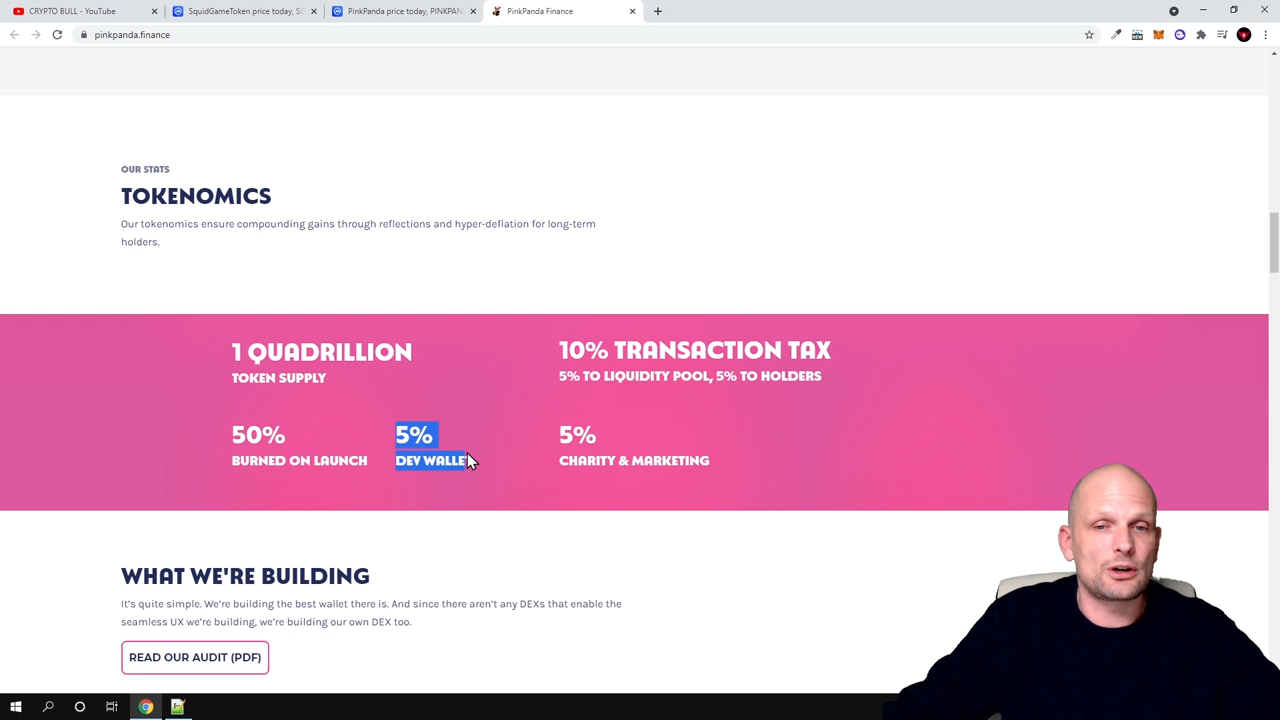 CRYPTO BULL - YouTube
SquidGameToken price today, SQ
PinkPanda price today, PINKPAN
PinkPanda Finance
pinkpanda.finance
OUR STATS
TOKENOMICS
Our tokenomics ensure compounding gains through reflections and hyper-deflation for long-term
holders.
1 QUADRILLION
TOKEN SUPPLY
10% TRANSACTION TAX
5% TO LIQUIDITY POOL, 5% TO HOLDERS
50%
BURNED ON LAUNCH
5%
DEV WALLET
5%
CHARITY & MARKETING
WHAT WE'RE BUILDING
It's quite simple. We're building the best wallet there is. And since there aren't any DEXs that enable the
seamless UX we're building, we're building our own DEX too.
READ OUR AUDIT (PDF)